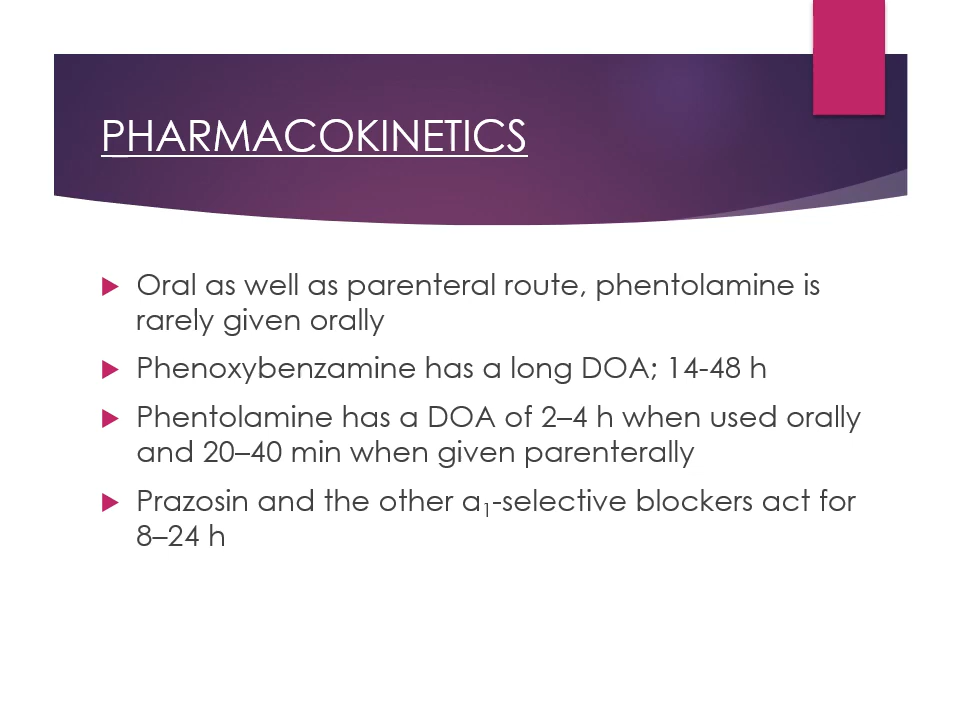 PHARMACOKINETICS
Oral as well as parenteral route, phentolamine is
rarely given orally
Phenoxybenzamine has a long DOA; 14-48 h
Phentolamine has a DOA of 2–4 h when used orally
and 20–40 min when given parenterally
Prazosin and the other a₁-selective blockers act for
8–24 h